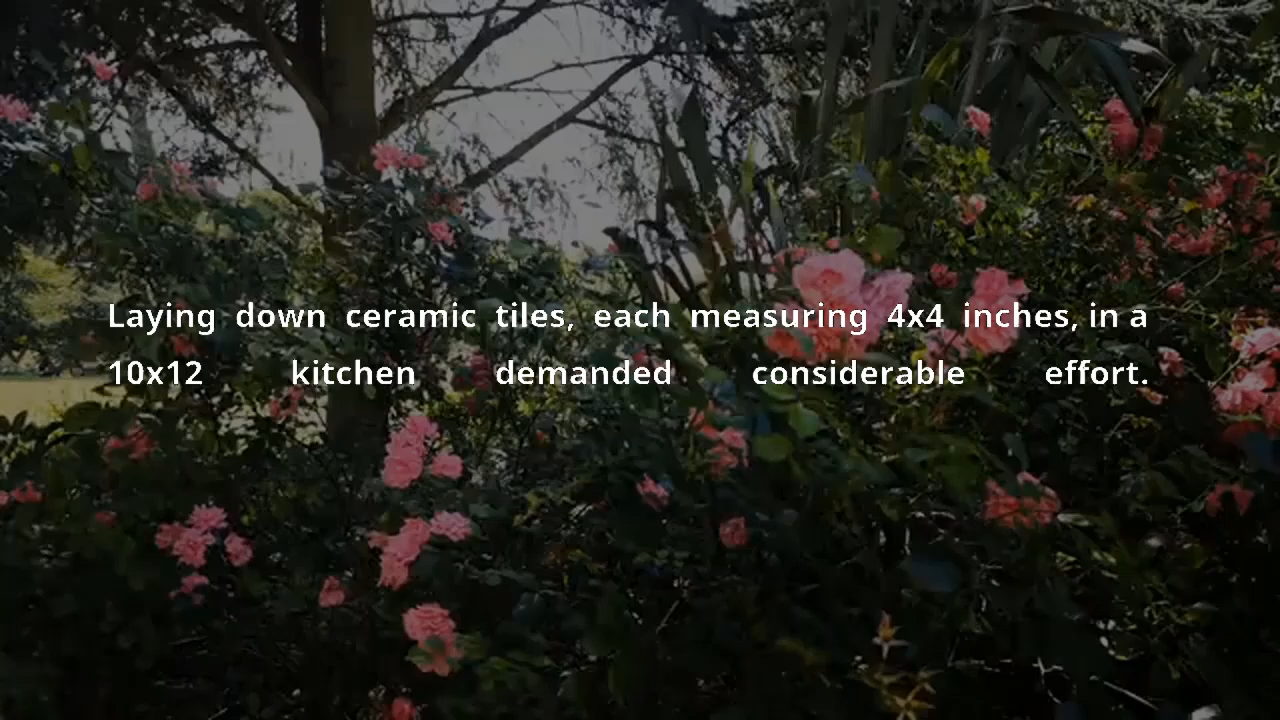 Laying down ceramic tiles, each measuring 4x4 inches, in a
10x12 kitchen demanded considerable effort.